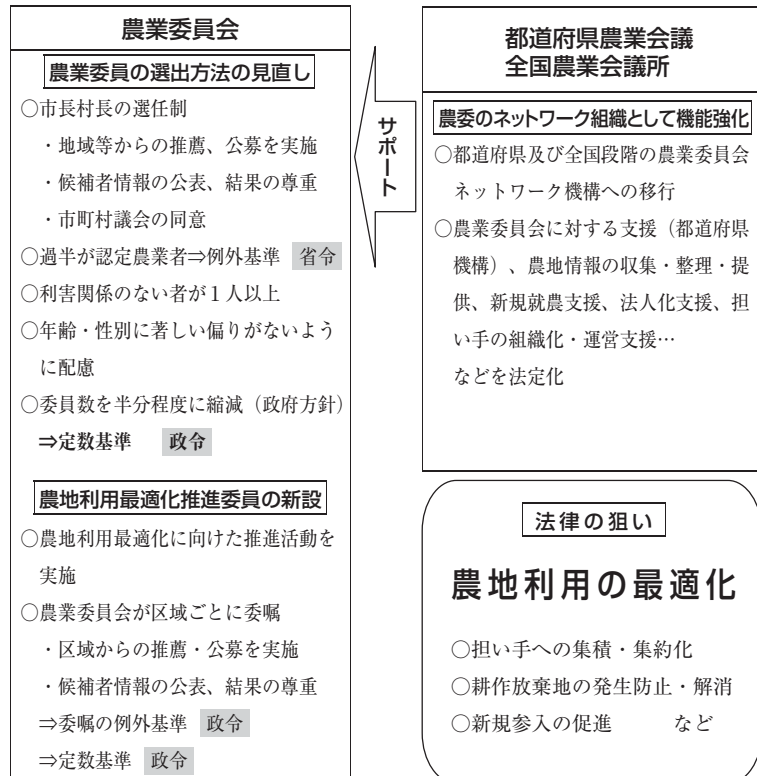 農業委員会
農業委員の選出方法の見直し
○市長村長の選任制
・地域等からの推薦、公募を実施
・候補者情報の公表、結果の尊重
・市町村議会の同意
○過半が認定農業者⇒例外基準 省令
○利害関係のない者が1人以上
○年齢・性別に著しい偏りがないよう
に配慮
○委員数を半分程度に縮減（政府方針）
⇒定数基準 政令
農地利用最適化推進委員の新設
○農地利用最適化に向けた推進活動を
実施
○農業委員会が区域ごとに委嘱
・区域からの推薦・公募を実施
・候補者情報の公表、結果の尊重
⇒委嘱の例外基準 政令
⇒定数基準 政令
サポート
都道府県農業会議
全国農業会議所
農委のネットワーク組織として機能強化
○都道府県及び全国段階の農業委員会
ネットワーク機構への移行
○農業委員会に対する支援（都道府県
機構）、農地情報の収集・整理・提
供、新規就農支援、法人化支援、担
い手の組織化・運営支援…
などを法定化
法律の狙い
農地利用の最適化
○担い手への集積・集約化
○耕作放棄地の発生防止・解消
○新規参入の促進 など